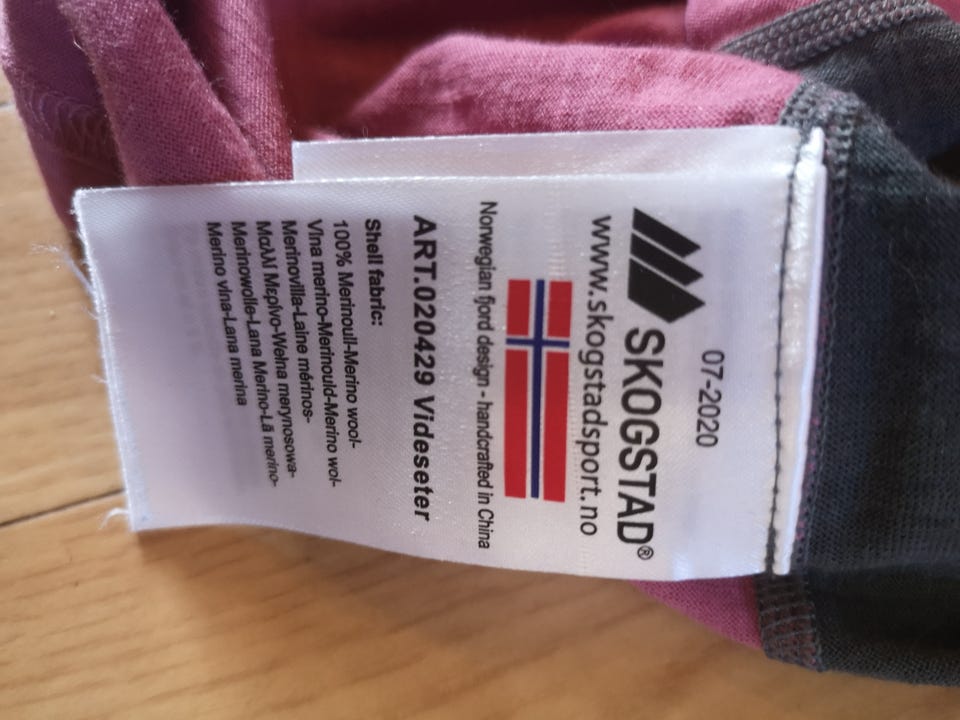 07-2020
SKOGSTAD®
www.skogstadsport.no
Norwegian fjord design - handcrafted in China
ART.020429 Videseter
Shell fabric:
100% Merinoull-Merino wool-
Vlna merino-Merinould-Merino wol-
Merinovilla-Laine mérinos-
Μαλλί Μερίνο-Wełna merynosowa-
Merinowolle-Lana Merino-Lã merino-
Merino vlna-Lana merina